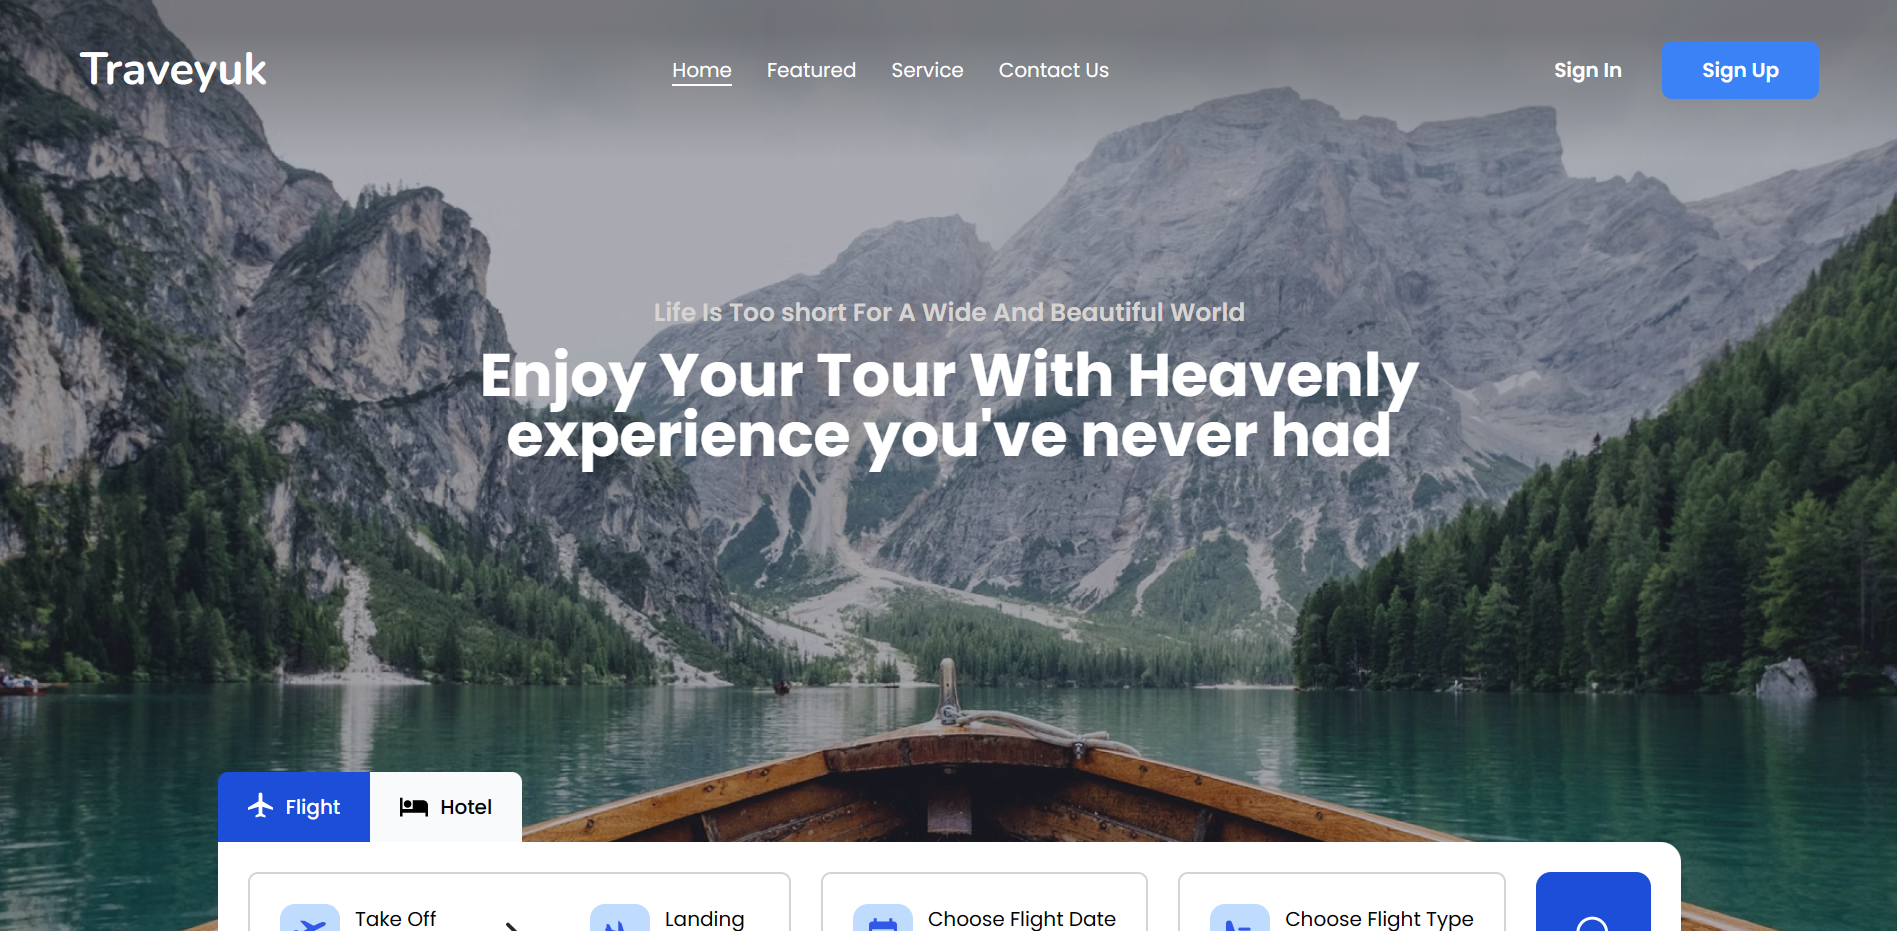 Traveyuk
Home Featured Service Contact Us
Sign In Sign Up
Life Is Too short For A Wide And Beautiful World
Enjoy Your Tour With Heavenly
experience you've never had
Flight Hotel
Take Off Landing Choose Flight Date Choose Flight Type